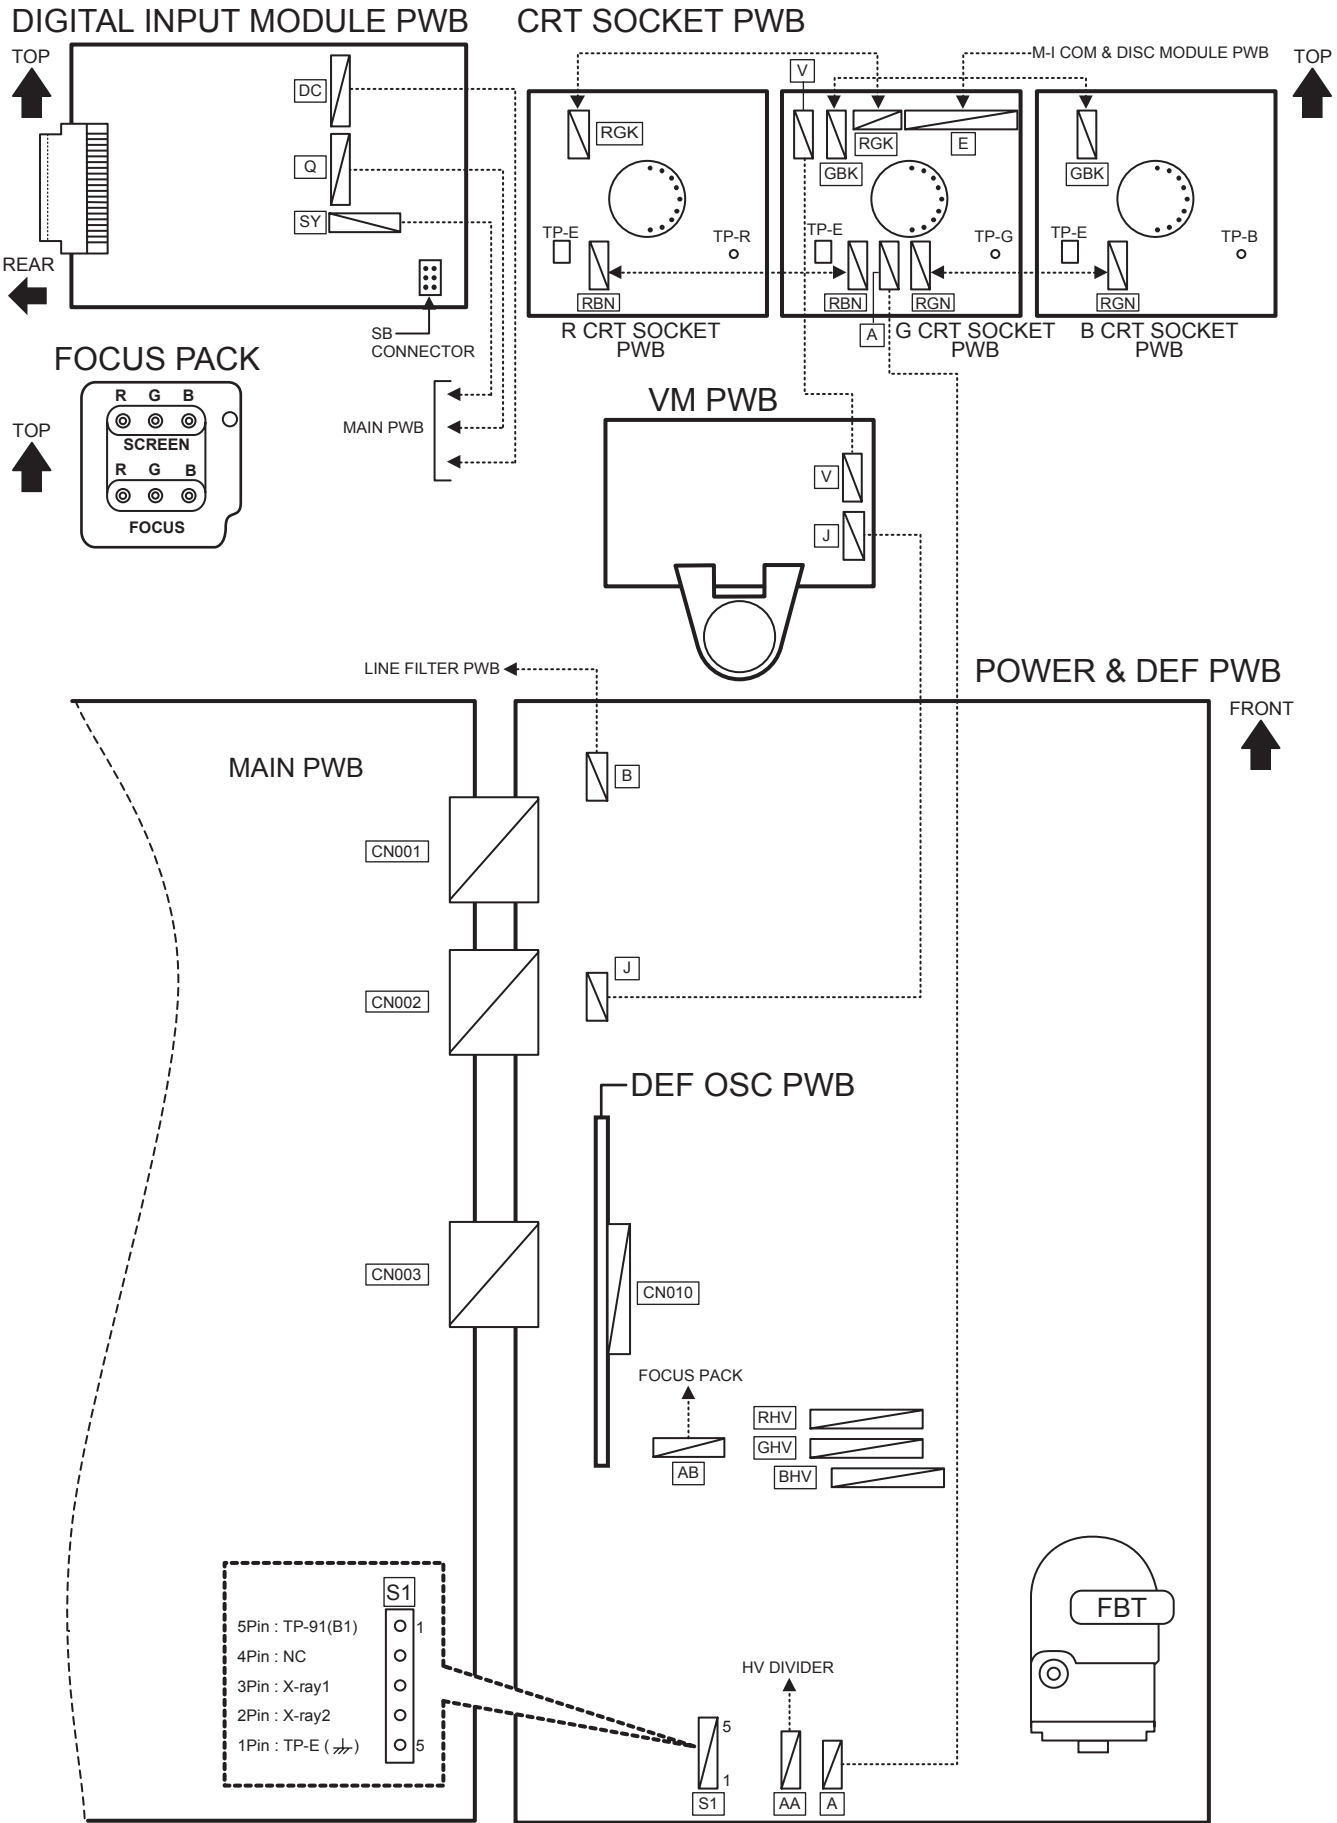 DIGITAL INPUT MODULE PWB
TOP
DC
Q
SY
REAR
SB
CONNECTOR
MAIN PWB
CRT SOCKET PWB
M-I COM & DISC MODULE PWB
TOP
V
RGK
TP-E
TP-R
RBN
R CRT SOCKET
PWB
GBK
RGK
E
TP-E
TP-G
RBN
A
RGN
G CRT SOCKET
PWB
GBK
TP-E
TP-B
RGN
B CRT SOCKET
PWB
FOCUS PACK
TOP
R G B
SCREEN
R G B
FOCUS
VM PWB
V
J
LINE FILTER PWB
POWER & DEF PWB
FRONT
MAIN PWB
B
CN001
J
CN002
DEF OSC PWB
CN003
CN010
FOCUS PACK
AB
RHV
GHV
BHV
FBT
S1
5Pin : TP-91(B1) 1
4Pin : NC
3Pin : X-ray1
2Pin : X-ray2
1Pin : TP-E ( ) 5
HV DIVIDER
5
1
S1
AA
A